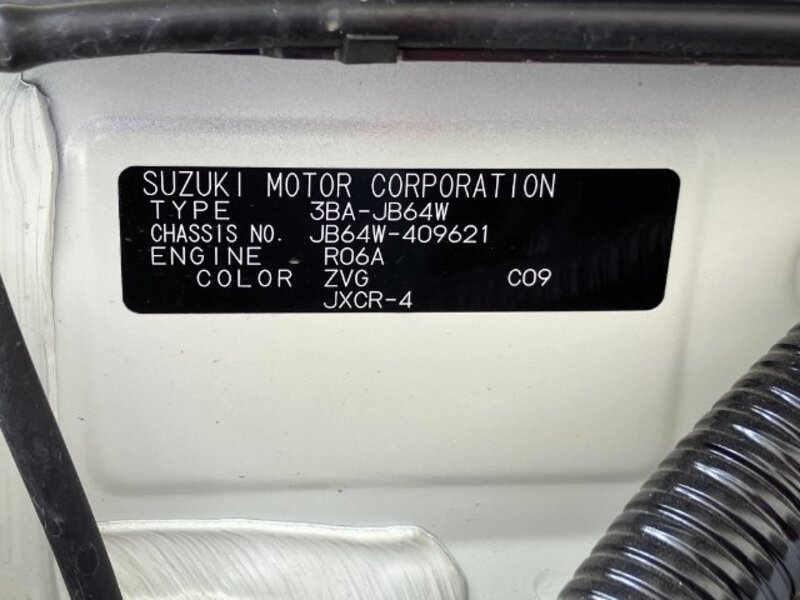 SUZUKI MOTOR CORPORATION
TYPE 3BA-JB64W
CHASSIS NO. JB64W-409621
ENGINE R06A
COLOR ZVG C09
JXCR-4